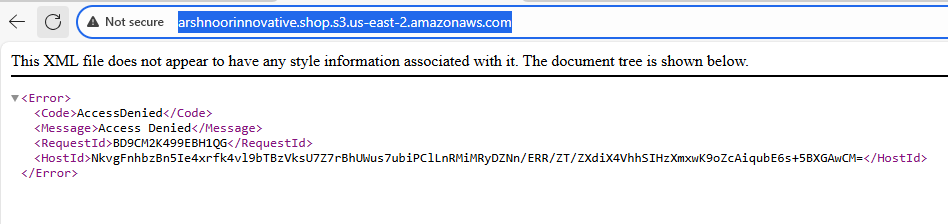 Not secure arshnoorinnovative.shop.s3.us-east-2.amazonaws.com
This XML file does not appear to have any style information associated with it. The document tree is shown below.
<Error>
<Code>AccessDenied</Code>
<Message>Access Denied</Message>
<RequestId>BD9CM2K499EBH1QG</RequestId>
<HostId>NkvgFnhbzBn5Ie4xrfk4vl9bTBzVksU7Z7rBhUWus7ubiPClLnRMiMRyDZNn/ERR/ZT/ZXdiX4VhhSIHzXmxwK9oZcAiqubE6s+5BXGAwCM=</HostId>
</Error>